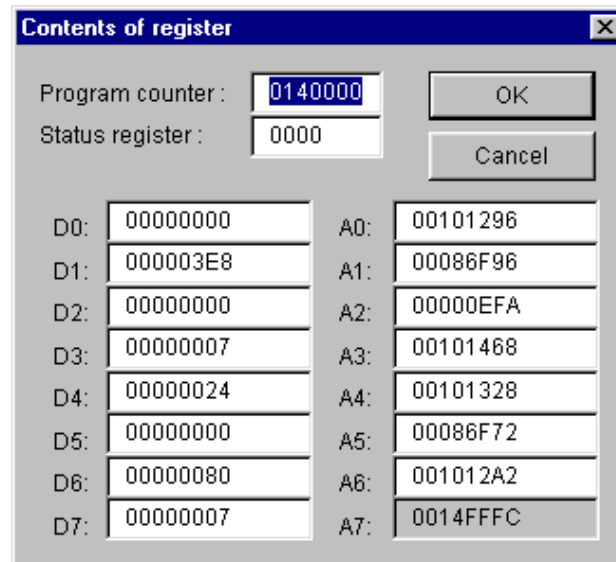 Contents of register
Program counter : 0140000 OK
Status register : 0000
Cancel
D0: 00000000 A0: 00101296
D1: 000003E8 A1: 00086F96
D2: 00000000 A2: 00000EFA
D3: 00000007 A3: 00101468
D4: 00000024 A4: 00101328
D5: 00000000 A5: 00086F72
D6: 00000080 A6: 001012A2
D7: 00000007 A7: 0014FFFC